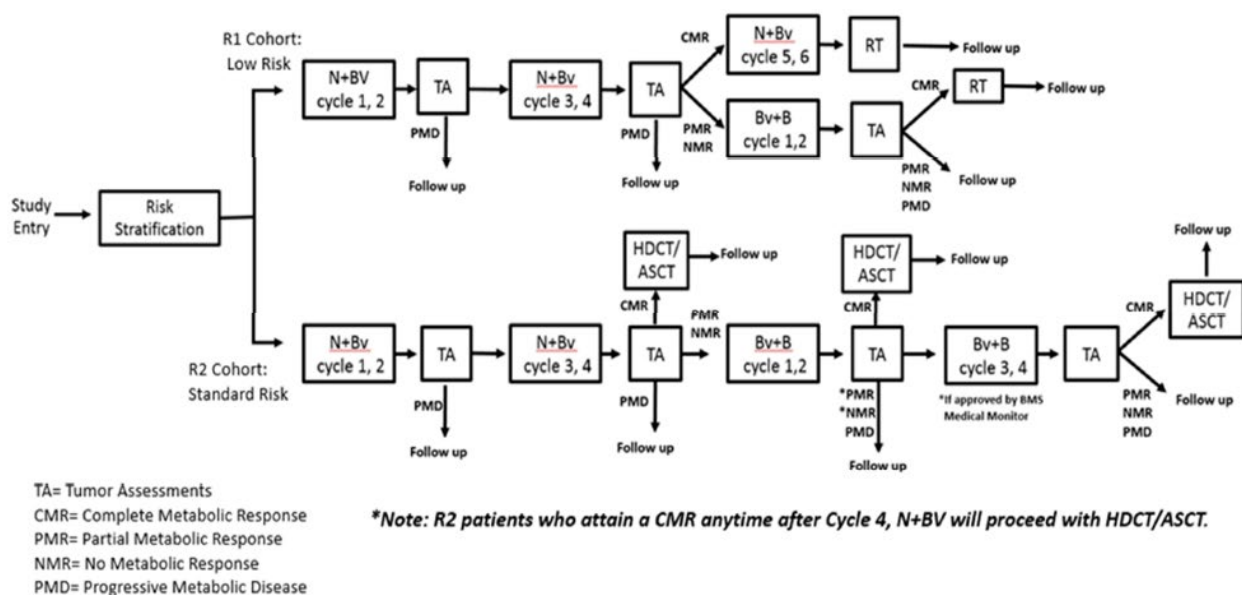 R1 Cohort:
Low Risk
N+BV
cycle 1, 2
TA
PMD
Follow up
N+Bv
cycle 3, 4
TA
PMD
Follow up
CMR
N+Bv
cycle 5, 6
RT
Follow up
PMR
NMR
Bv+B
cycle 1,2
TA
CMR
RT
Follow up
PMR
NMR
PMD
Follow up
Study
Entry
Risk
Stratification
R2 Cohort:
Standard Risk
N+Bv
cycle 1, 2
TA
PMD
Follow up
N+Bv
cycle 3, 4
TA
CMR
HDCT/
ASCT
Follow up
PMD
Follow up
PMR
NMR
Bv+B
cycle 1,2
TA
CMR
HDCT/
ASCT
Follow up
*PMR
*NMR
PMD
Follow up
Bv+B
cycle 3, 4
*If approved by BMS
Medical Monitor
TA
CMR
HDCT/
ASCT
Follow up
PMR
NMR
PMD
Follow up
TA= Tumor Assessments
CMR= Complete Metabolic Response
PMR= Partial Metabolic Response
NMR= No Metabolic Response
PMD= Progressive Metabolic Disease
*Note: R2 patients who attain a CMR anytime after Cycle 4, N+BV will proceed with HDCT/ASCT.